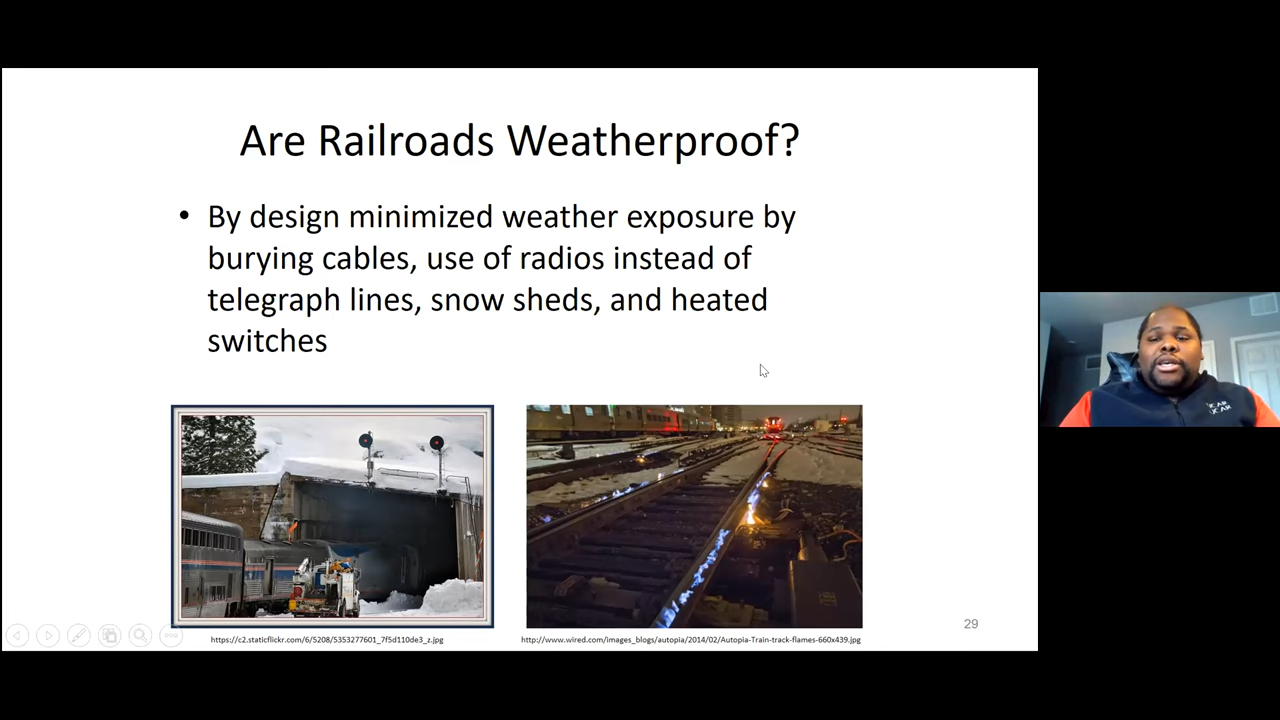 Are Railroads Weatherproof?
• By design minimized weather exposure by
burying cables, use of radios instead of
telegraph lines, snow sheds, and heated
switches
https://c2.staticflickr.com/6/5208/5353277601_7f5d110de3_z.jpg
http://www.wired.com/images_blogs/autopia/2014/02/Autopia-Train-track-flames-660x439.jpg
29
UCAR
UCAR